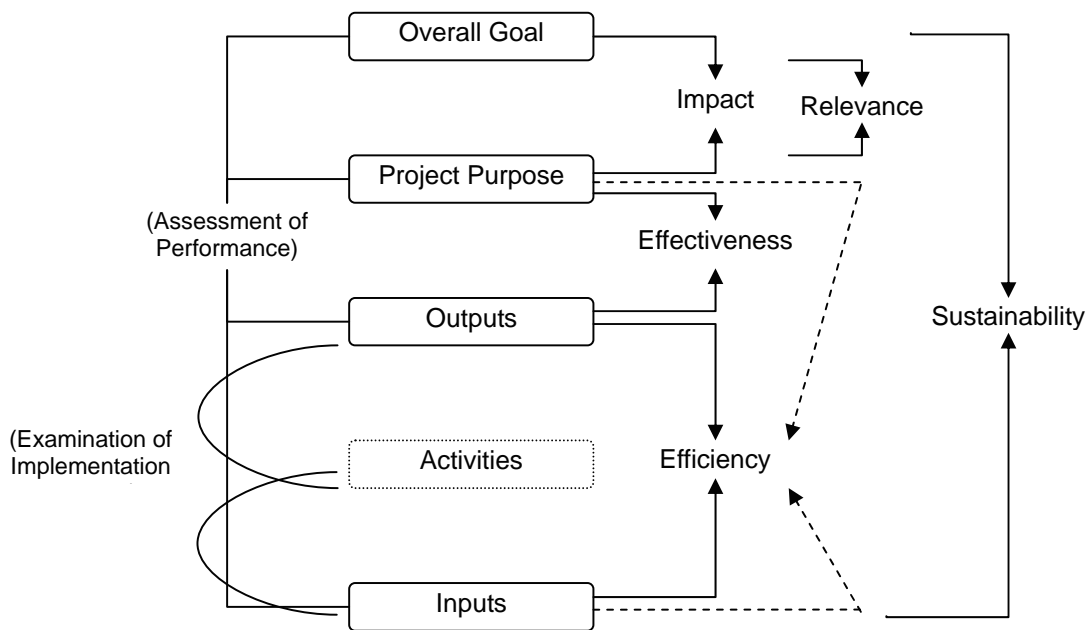 Overall Goal
Impact
Relevance
Project Purpose
(Assessment of
Performance)
Effectiveness
Outputs
Sustainability
(Examination of
Implementation
Activities
Efficiency
Inputs